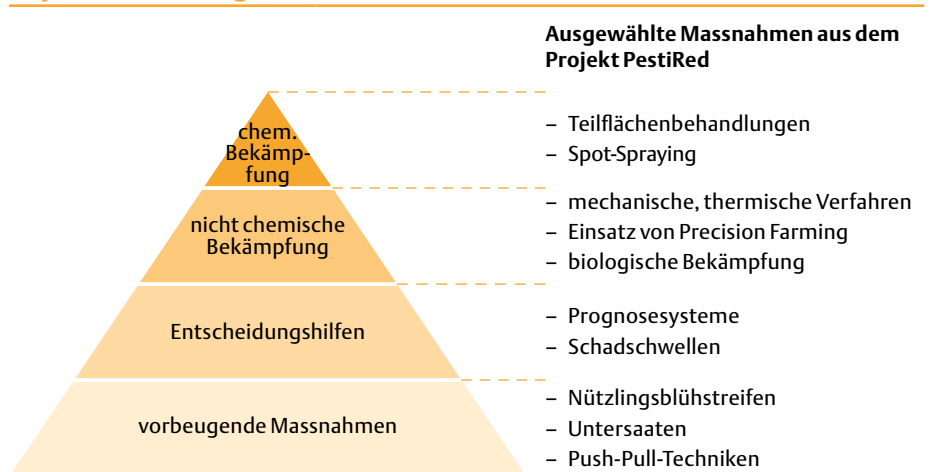 Ausgewählte Massnahmen aus dem
Projekt PestiRed
chem.
Bekämp-
fung
– Teilflächenbehandlungen
– Spot-Spraying
nicht chemische
Bekämpfung
– mechanische, thermische Verfahren
– Einsatz von Precision Farming
– biologische Bekämpfung
Entscheidungshilfen
– Prognosesysteme
– Schadschwellen
vorbeugende Massnahmen
– Nützlingsblühstreifen
– Untersaaten
– Push-Pull-Techniken